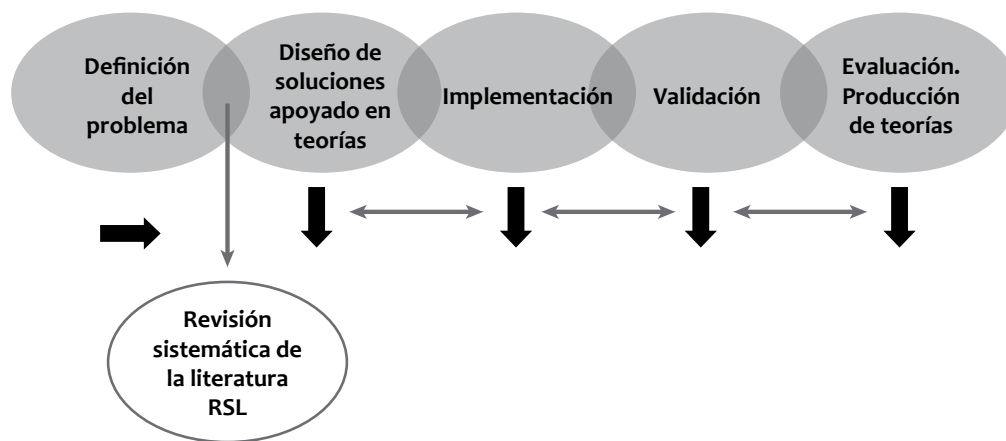 Definición
del
problema
Diseño de
soluciones
apoyado en
teorías
Implementación
Validación
Evaluación.
Producción
de teorías
Revisión
sistemática de
la literatura
RSL